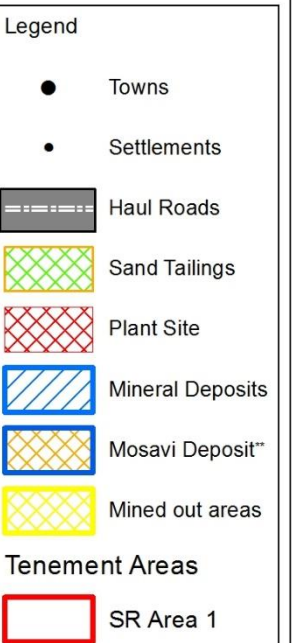 Legend
Towns
Settlements
Haul Roads
Sand Tailings
Plant Site
Mineral Deposits
Mosavi Deposit**
Mined out areas
Tenement Areas
SR Area 1